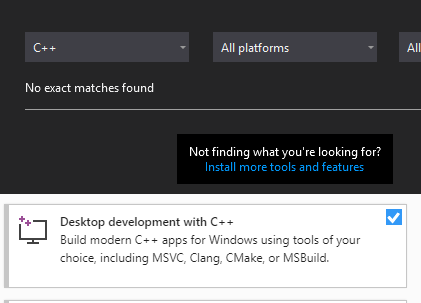 C++
All platforms
All
No exact matches found
Not finding what you're looking for?
Install more tools and features
Desktop development with C++
Build modern C++ apps for Windows using tools of your
choice, including MSVC, Clang, CMake, or MSBuild.